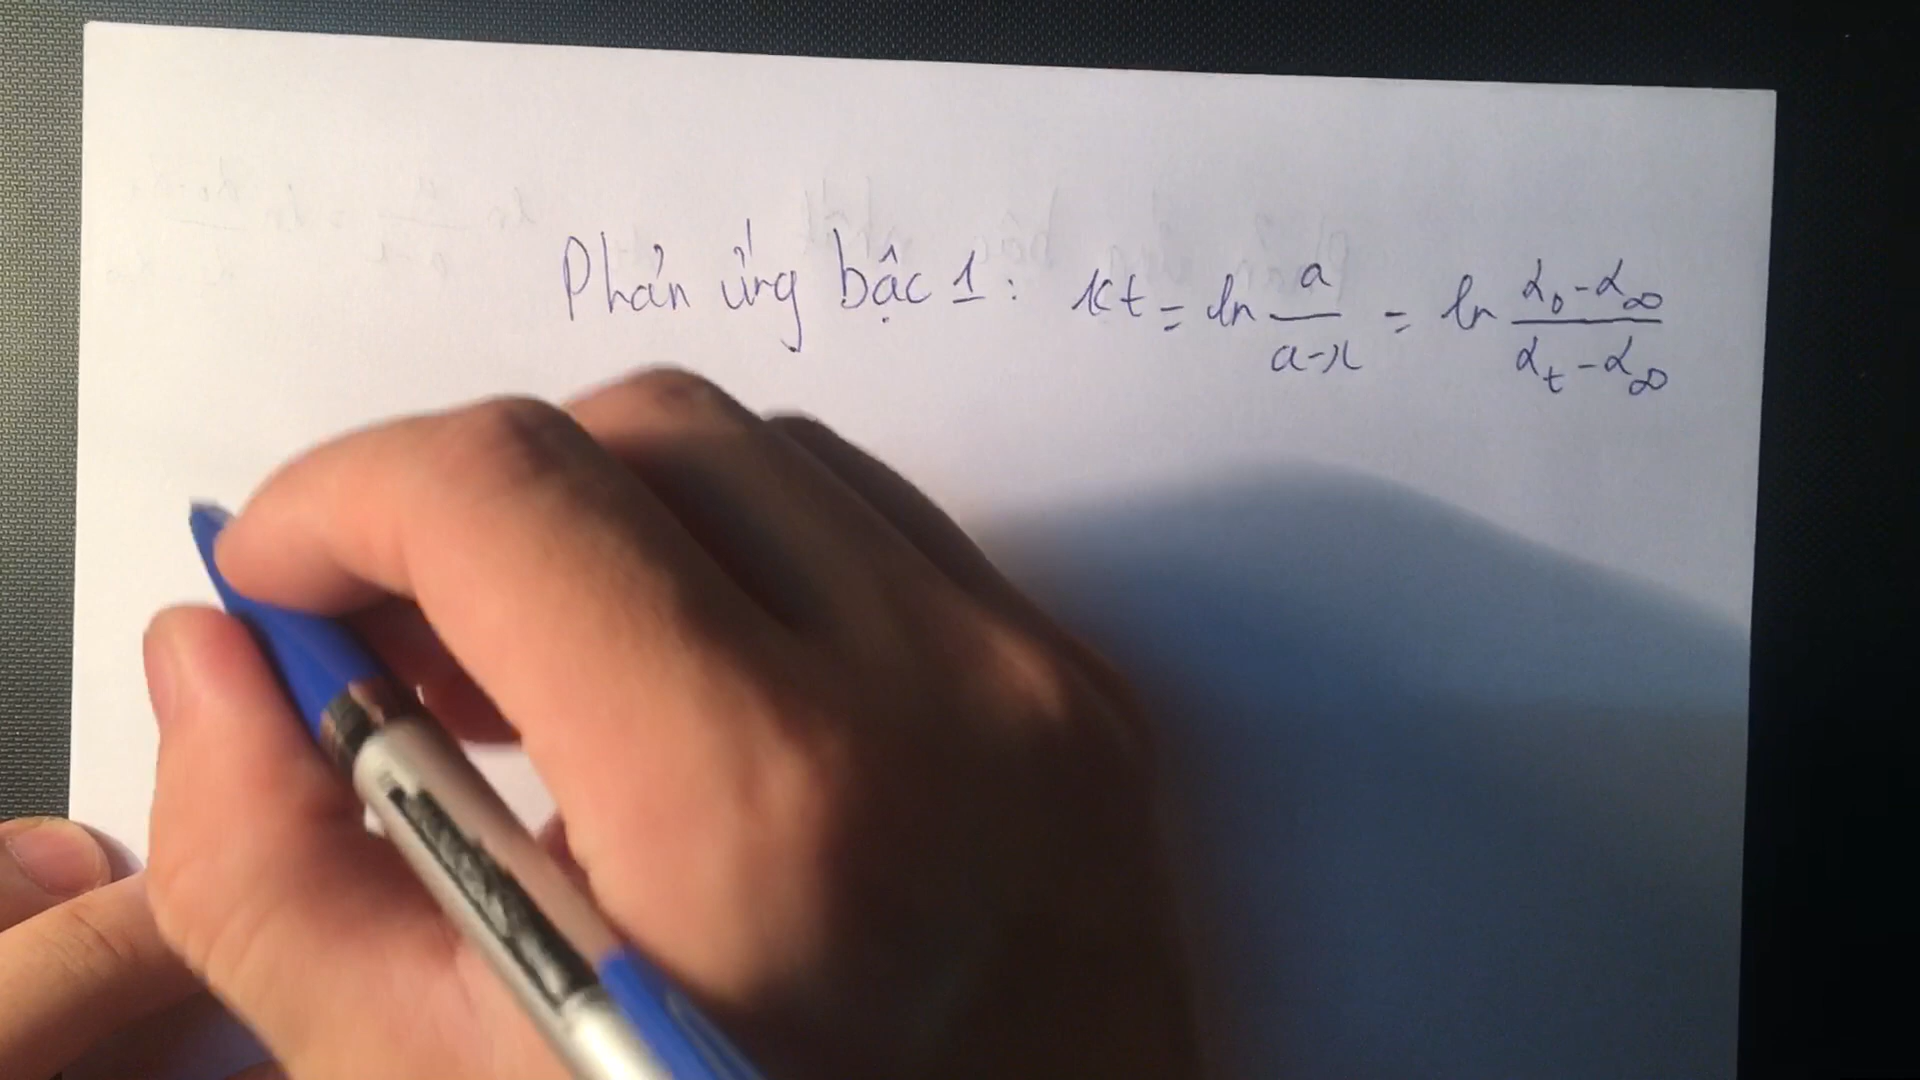 Phản ứng bậc 1: kt = ln a/(a-x) = ln (α₀-α∞)/(αt-α∞)